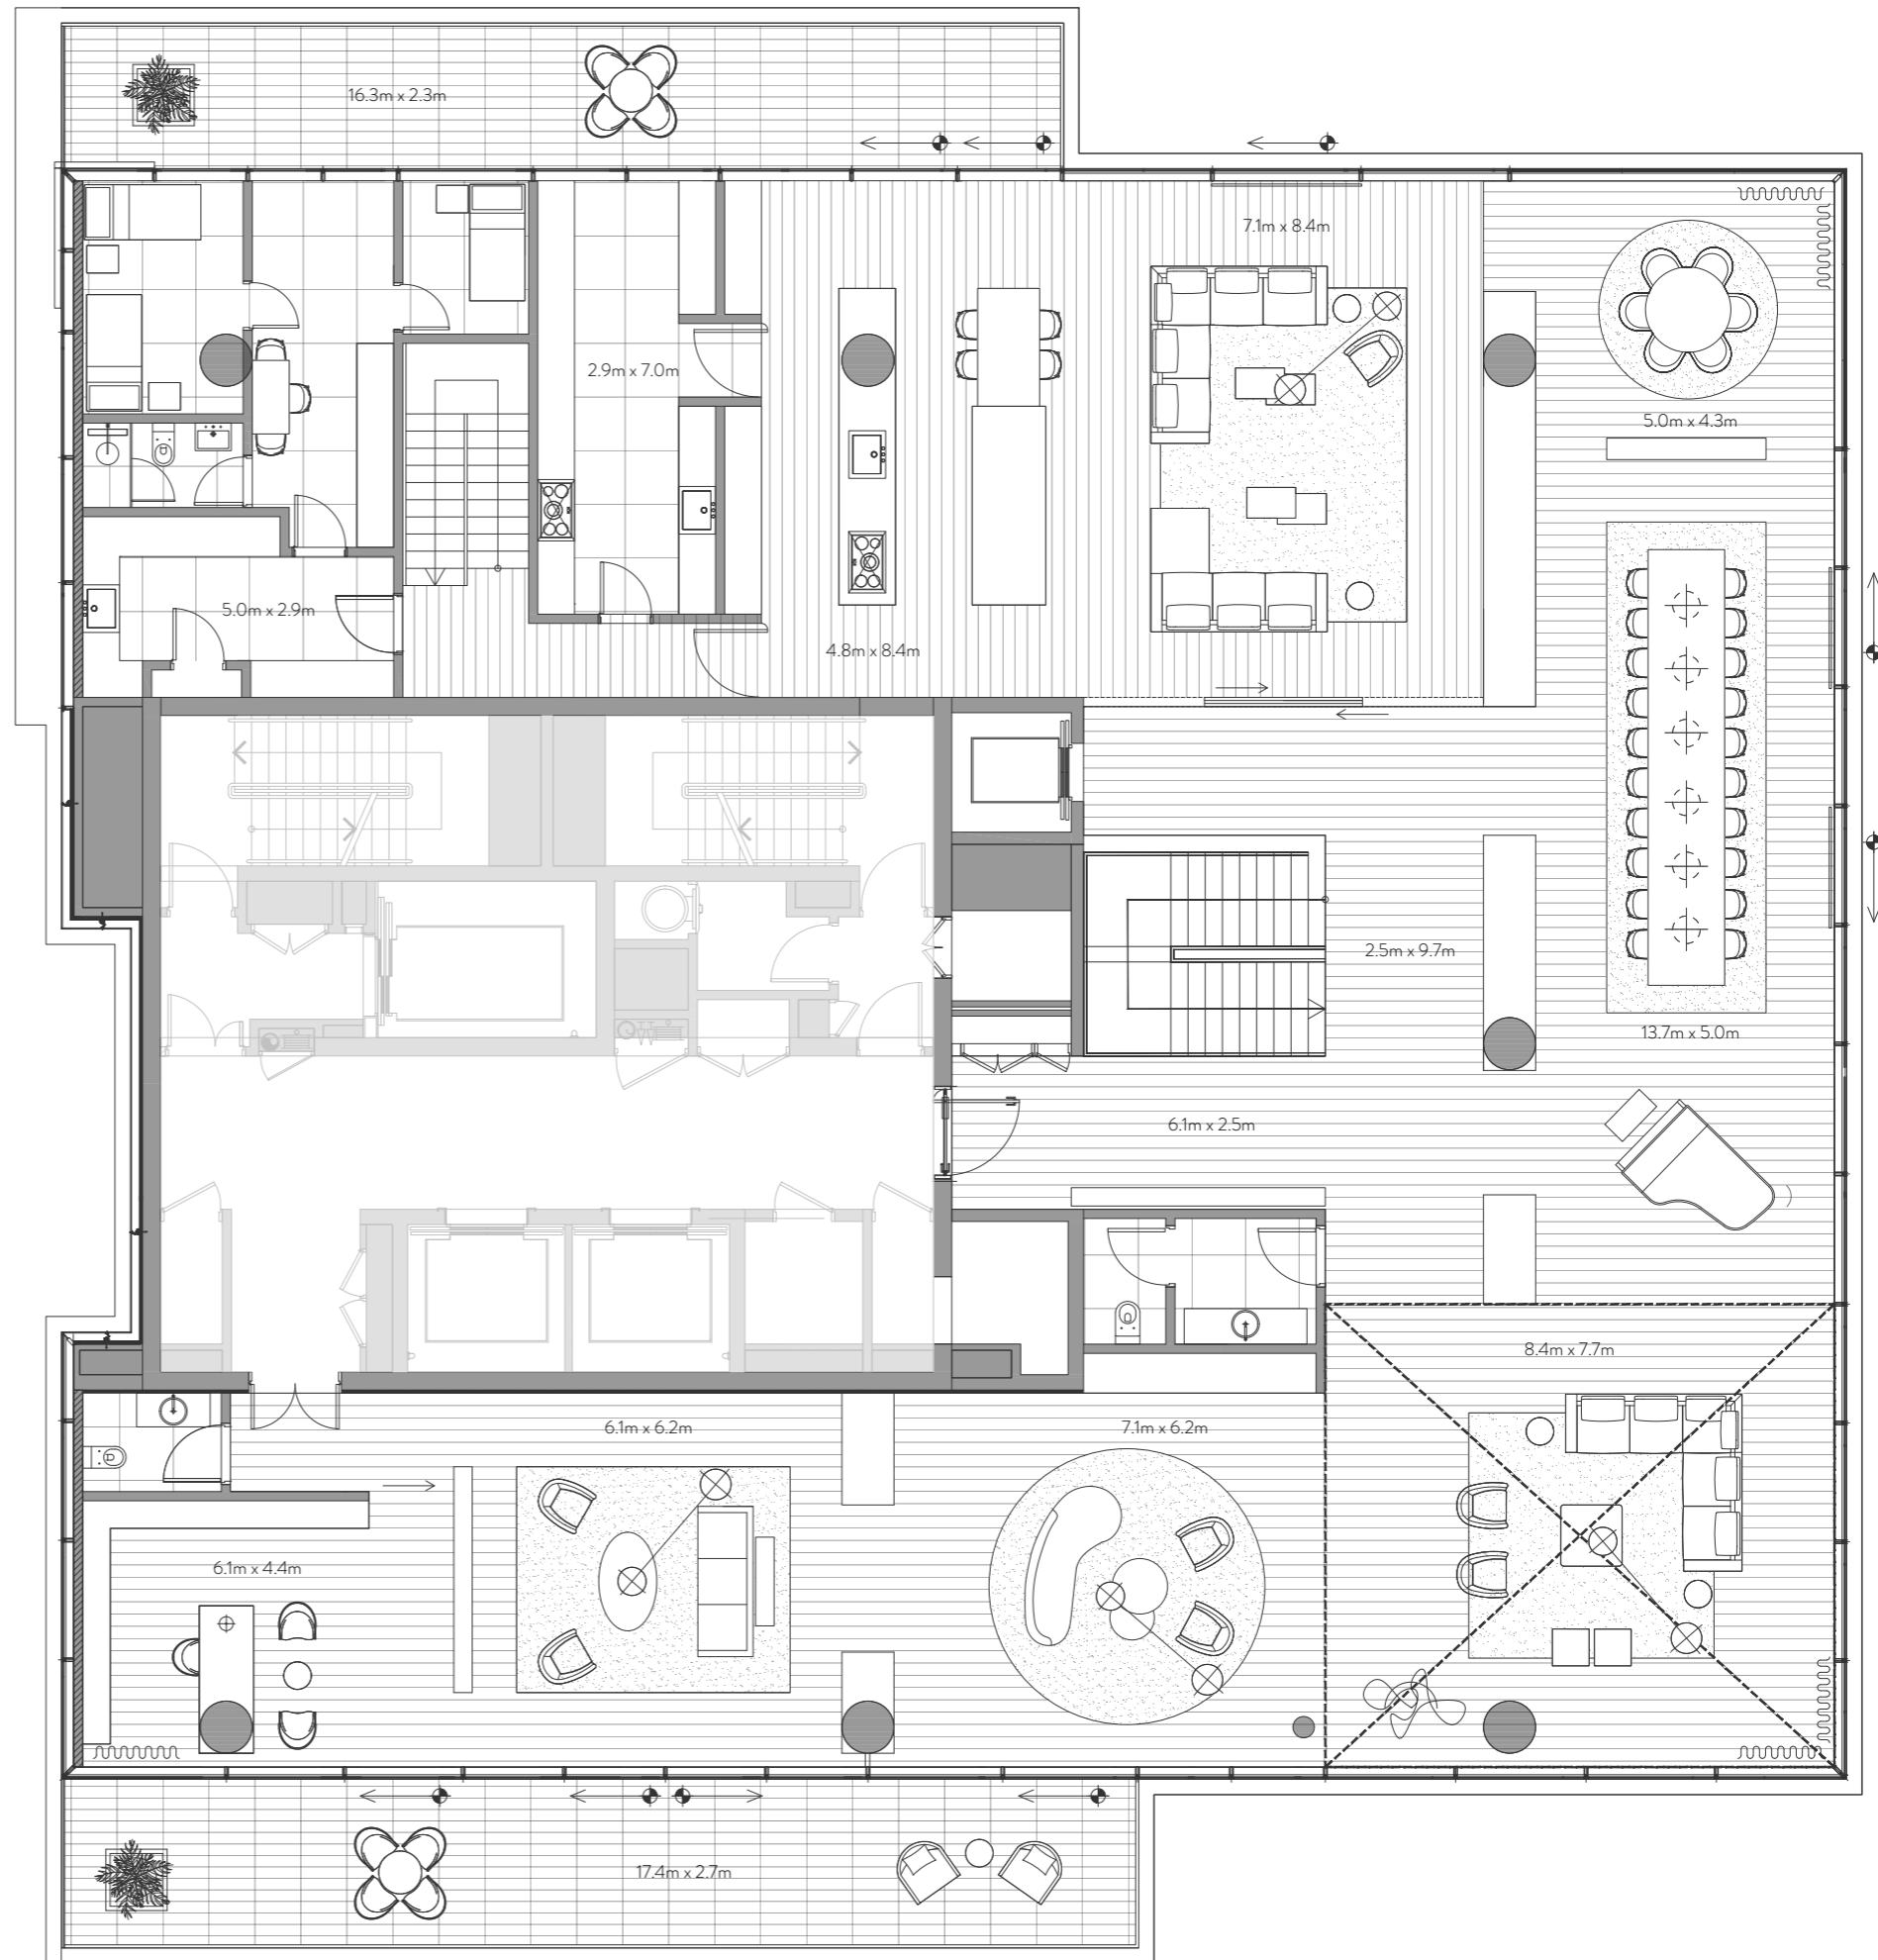 16.3m x 2.3m
7.1m x 8.4m
2.9m x 7.0m
5.0m x 4.3m
5.0m x 2.9m
4.8m x 8.4m
2.5m x 9.7m
13.7m x 5.0m
6.1m x 2.5m
8.4m x 7.7m
6.1m x 6.2m
7.1m x 6.2m
6.1m x 4.4m
17.4m x 2.7m